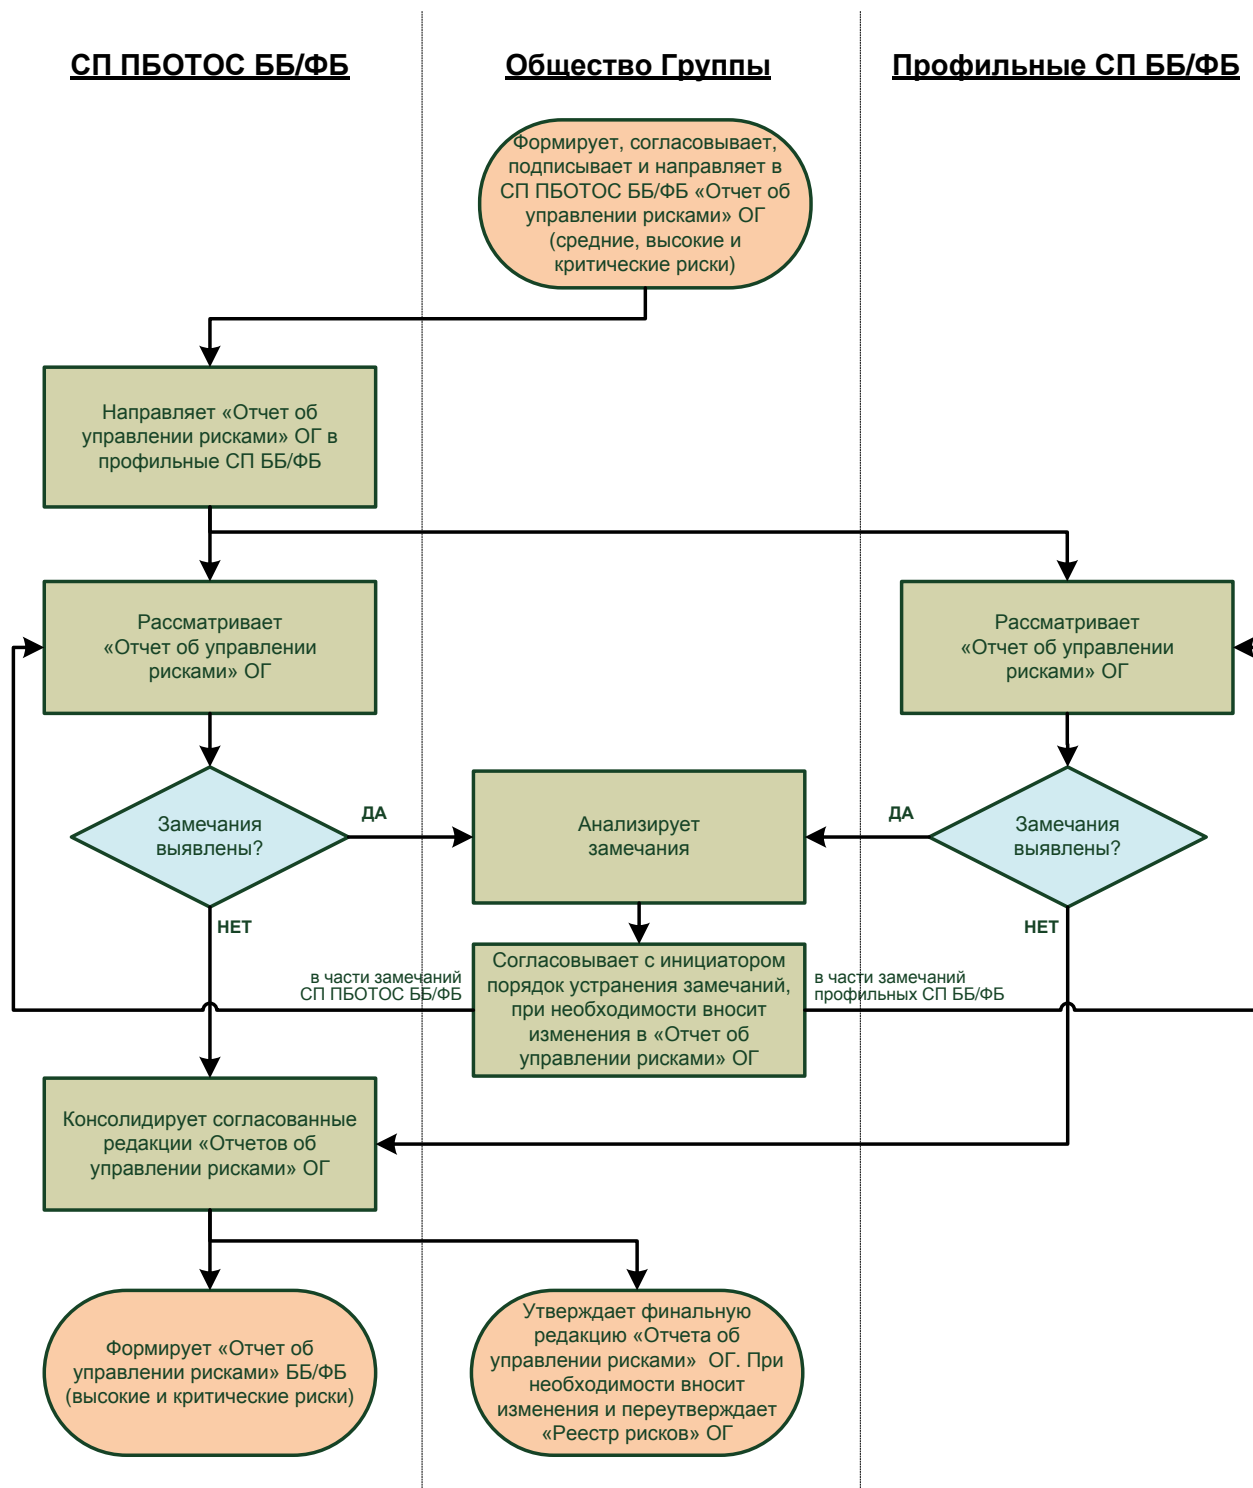 СП ПБОТОС ББ/ФБ
Общество Группы
Профильные СП ББ/ФБ
Формирует, согласовывает,
подписывает и направляет в
СП ПБОТОС ББ/ФБ «Отчет об
управлении рисками» ОГ
(средние, высокие и
критические риски)
Направляет «Отчет об
управлении рисками» ОГ в
профильные СП ББ/ФБ
Рассматривает
«Отчет об управлении
рисками» ОГ
Рассматривает
«Отчет об управлении
рисками» ОГ
Замечания
выявлены?
ДА
Анализирует
замечания
ДА
Замечания
выявлены?
НЕТ
НЕТ
в части замечаний
СП ПБОТОС ББ/ФБ
Согласовывает с инициатором
порядок устранения замечаний,
при необходимости вносит
изменения в «Отчет об
управлении рисками» ОГ
в части замечаний
профильных СП ББ/ФБ
Консолидирует согласованные
редакции «Отчетов об
управлении рисками» ОГ
Формирует «Отчет об
управлении рисками» ББ/ФБ
(высокие и критические риски)
Утверждает финальную
редакцию «Отчета об
управлении рисками» ОГ. При
необходимости вносит
изменения и переутверждает
«Реестр рисков» ОГ